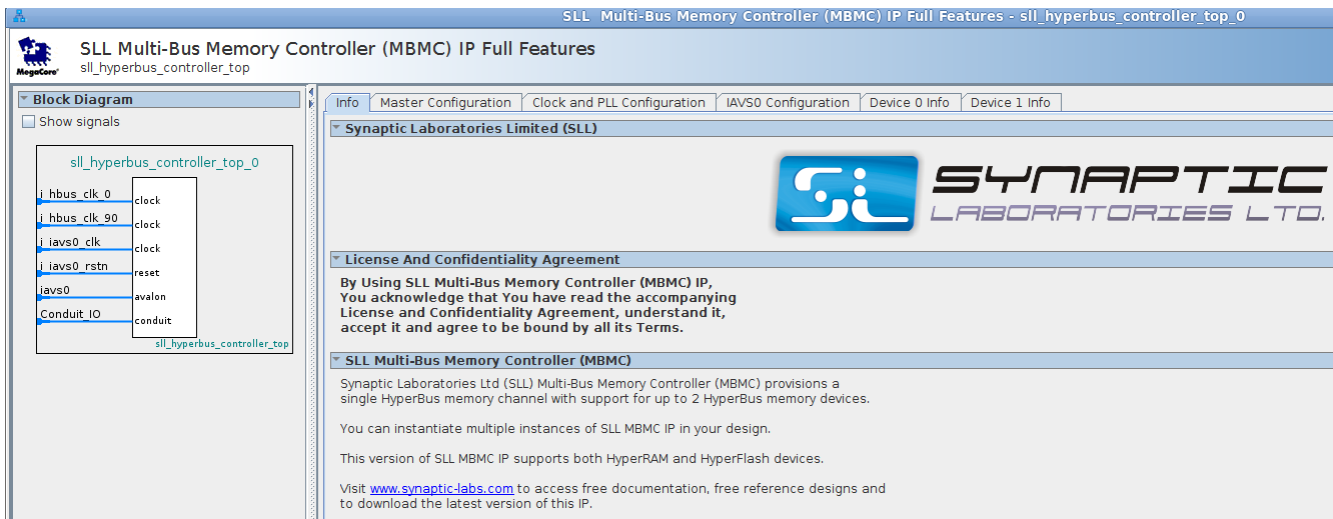 SLL Multi-Bus Memory Controller (MBMC) IP Full Features - sll_hyperbus_controller_top_0
SLL Multi-Bus Memory Controller (MBMC) IP Full Features
sll_hyperbus_controller_top
MegaCore'
Block Diagram
Show signals
sll_hyperbus_controller_top_0
i_hbus_clk_0
clock
i_hbus_clk_90
clock
i_iavs0_clk
clock
i_iavs0_rstn
reset
iavs0
avalon
Conduit_IO
conduit
sll_hyperbus_controller_top
Info Master Configuration Clock and PLL Configuration IAVS0 Configuration Device 0 Info Device 1 Info
Synaptic Laboratories Limited (SLL)
SYNAPTIC
LABORATORIES LTD.
License And Confidentiality Agreement
By Using SLL Multi-Bus Memory Controller (MBMC) IP,
You acknowledge that You have read the accompanying
License and Confidentiality Agreement, understand it,
accept it and agree to be bound by all its Terms.
SLL Multi-Bus Memory Controller (MBMC)
Synaptic Laboratories Ltd (SLL) Multi-Bus Memory Controller (MBMC) provisions a
single HyperBus memory channel with support for up to 2 HyperBus memory devices.
You can instantiate multiple instances of SLL MBMC IP in your design.
This version of SLL MBMC IP supports both HyperRAM and HyperFlash devices.
Visit www.synaptic-labs.com to access free documentation, free reference designs and
to download the latest version of this IP.